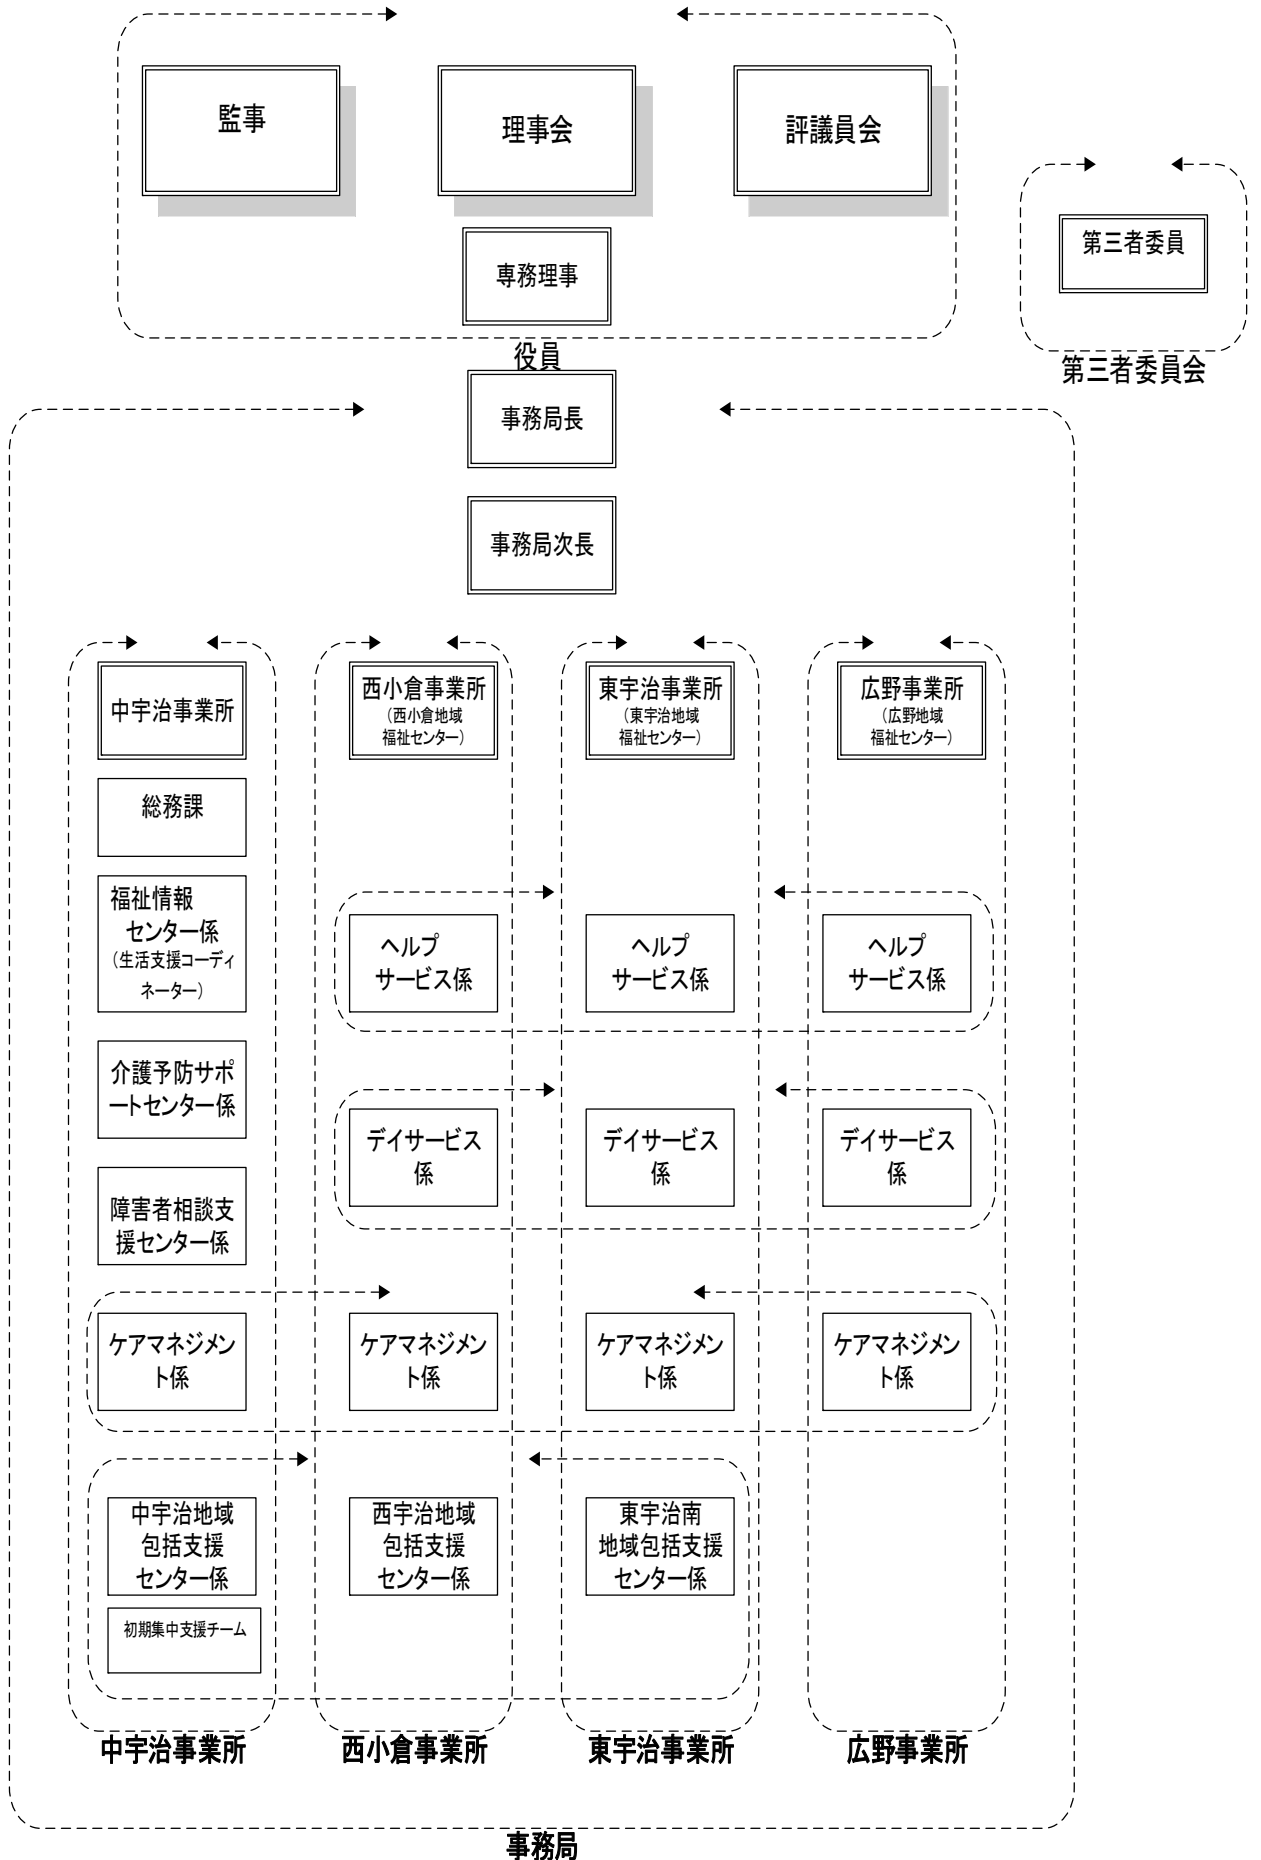 監事
理事会
評議員会
第三者委員
専務理事
役員
第三者委員会
事務局長
事務局次長
中宇治事業所
西小倉事業所
（西小倉地域
福祉センター）
東宇治事業所
（東宇治地域
福祉センター）
広野事業所
（広野地域
福祉センター）
総務課
福祉情報
センター係
（生活支援コーディ
ネーター）
ヘルプ
サービス係
ヘルプ
サービス係
ヘルプ
サービス係
介護予防サポ
ートセンター係
デイサービス
係
デイサービス
係
デイサービス
係
障害者相談支
援センター係
ケアマネジメン
ト係
ケアマネジメン
ト係
ケアマネジメン
ト係
ケアマネジメン
ト係
中宇治地域
包括支援
センター係
西宇治地域
包括支援
センター係
東宇治南
地域包括支援
センター係
初期集中支援チーム
中宇治事業所
西小倉事業所
東宇治事業所
広野事業所
事務局